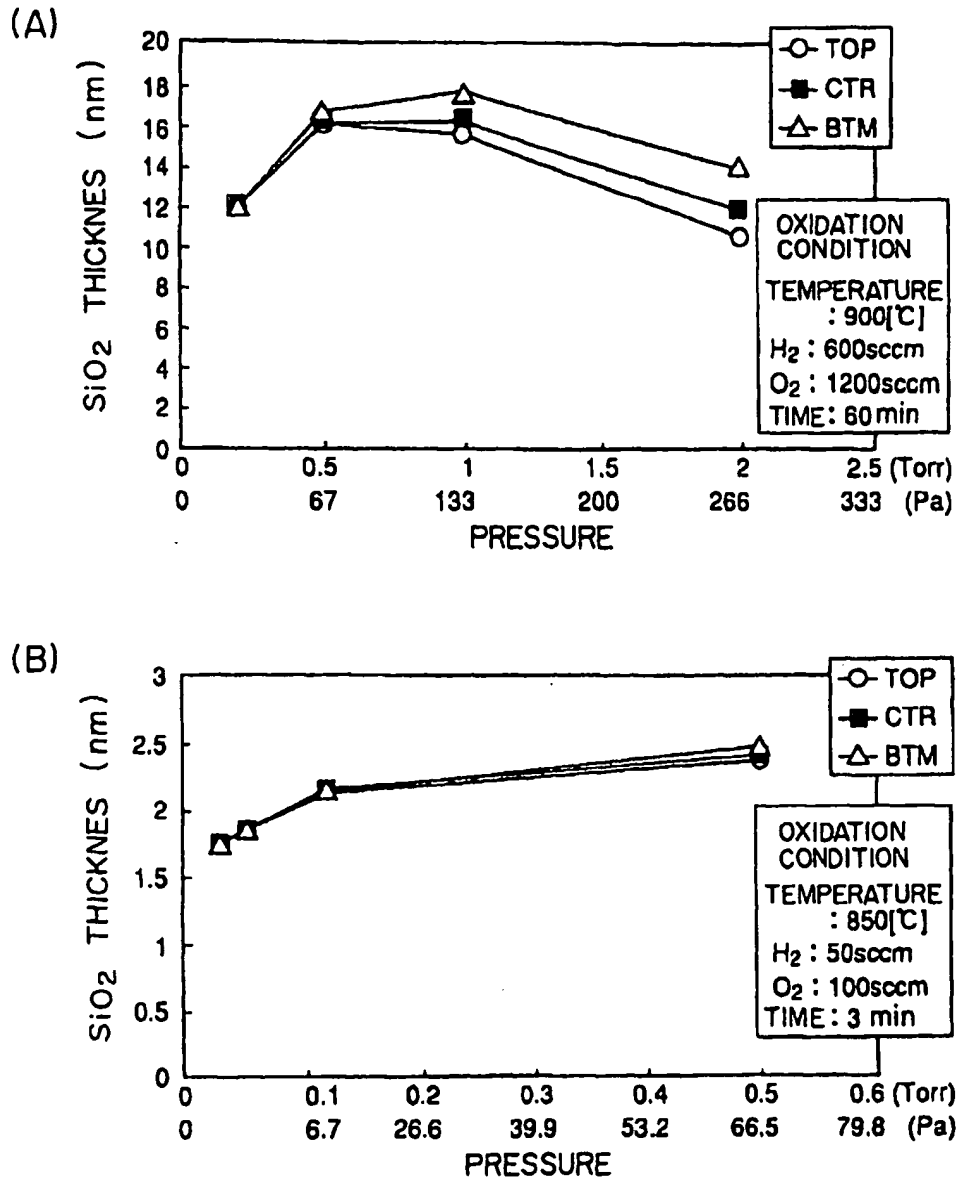 (A)
SiO2 THICKNES (nm)
20
18
16
14
12
10
8
6
4
2
0
TOP
CTR
BTM
OXIDATION
CONDITION
TEMPERATURE
: 900[℃]
H2 : 600sccm
O2 : 1200sccm
TIME : 60min
0 0.5 1 1.5 2 2.5 (Torr)
0 67 133 200 266 333 (Pa)
PRESSURE
(B)
SiO2 THICKNES (nm)
3
2.5
2
1.5
1
0.5
0
TOP
CTR
BTM
OXIDATION
CONDITION
TEMPERATURE
: 850[℃]
H2 : 50sccm
O2 : 100sccm
TIME : 3 min
0 0.1 0.2 0.3 0.4 0.5 0.6 (Torr)
0 6.7 26.6 39.9 53.2 66.5 79.8 (Pa)
PRESSURE